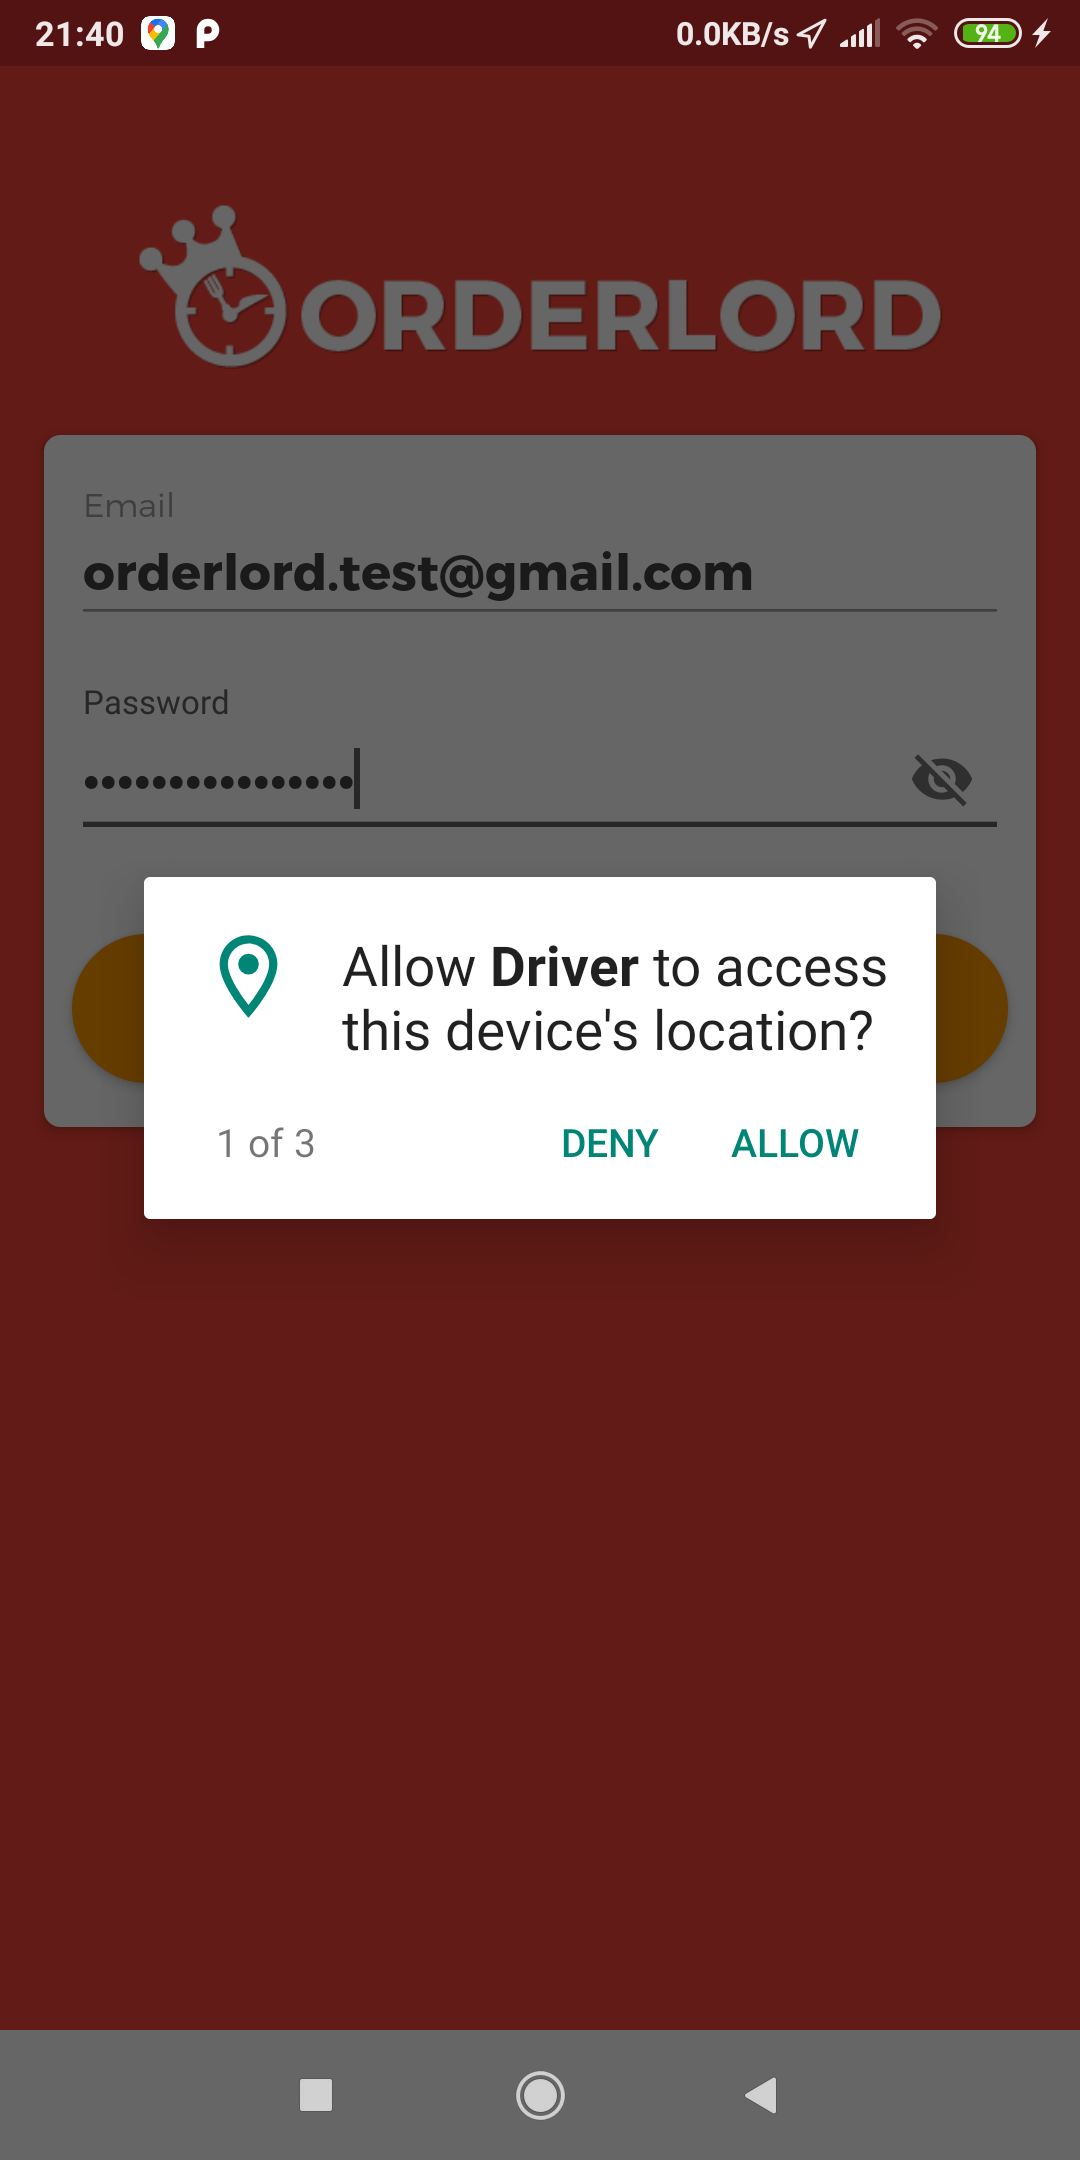 21:40 0.0KB/s 94
ORDERLORD
Email
orderlord.test@gmail.com
Password
••••••••••••••••
Allow Driver to access
this device's location?
1 of 3 DENY ALLOW